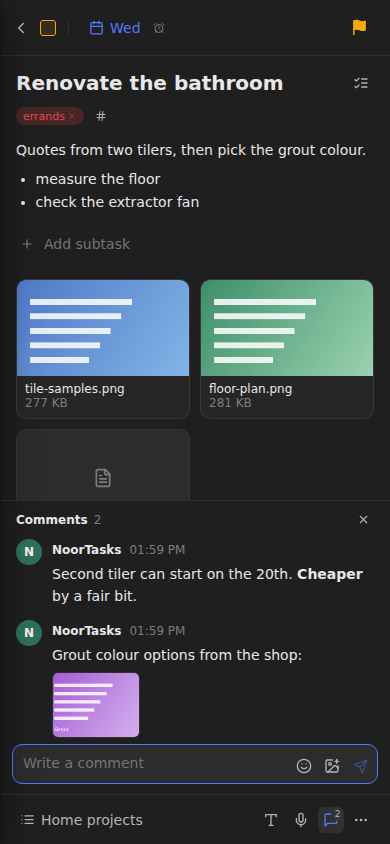 Wed
Renovate the bathroom
errands ×
#
Quotes from two tilers, then pick the grout colour.
• measure the floor
• check the extractor fan
Add subtask
tile-samples.png
277 KB
floor-plan.png
281 KB
Comments 2
N NoorTasks 01:59 PM
Second tiler can start on the 20th. Cheaper
by a fair bit.
N NoorTasks 01:59 PM
Grout colour options from the shop:
Grout
Write a comment
Home projects
2